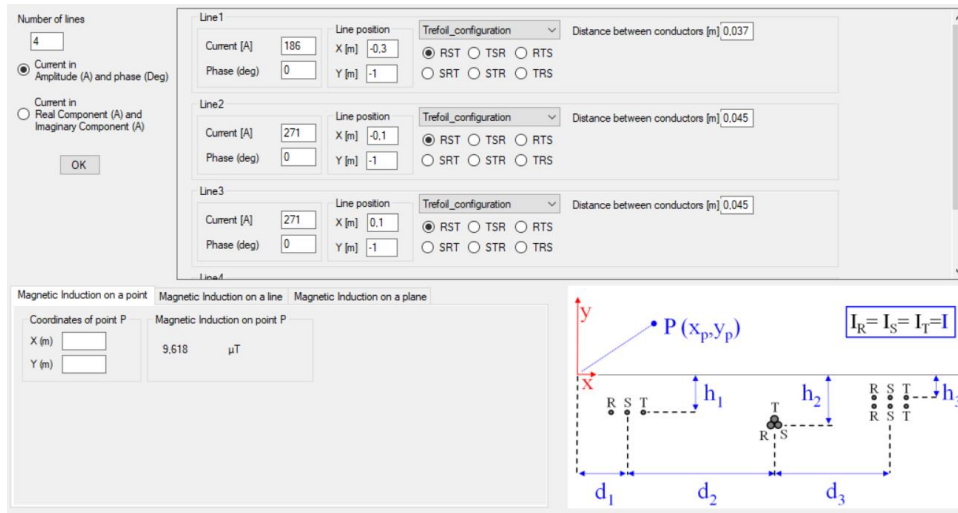 Number of lines
4
Current in
Amplitude (A) and phase (Deg)
Current in
Real Component (A) and
Imaginary Component (A)
OK
Line1
Current [A] 186
Phase (deg) 0
Line position
X [m] -0,3
Y [m] -1
Trefoil_configuration
RST TSR RTS
SRT STR TRS
Distance between conductors [m] 0,037
Line2
Current [A] 271
Phase (deg) 0
Line position
X [m] -0,1
Y [m] -1
Trefoil_configuration
RST TSR RTS
SRT STR TRS
Distance between conductors [m] 0,045
Line3
Current [A] 271
Phase (deg) 0
Line position
X [m] 0,1
Y [m] -1
Trefoil_configuration
RST TSR RTS
SRT STR TRS
Distance between conductors [m] 0,045
Line4
Magnetic Induction on a point Magnetic Induction on a line Magnetic Induction on a plane
Coordinates of point P
X (m)
Y (m)
Magnetic Induction on point P
9,618 µT
y
P (xp,yp)
IR= IS= IT=I
x
h1
h2
h3
R S T
T
R S
R S T
R S T
d1
d2
d3